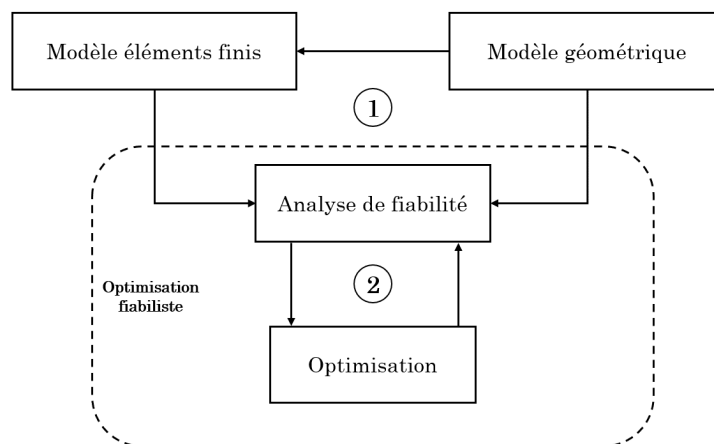 Modèle éléments finis
Modèle géométrique
1
Analyse de fiabilité
2
Optimisation
fiabiliste
Optimisation